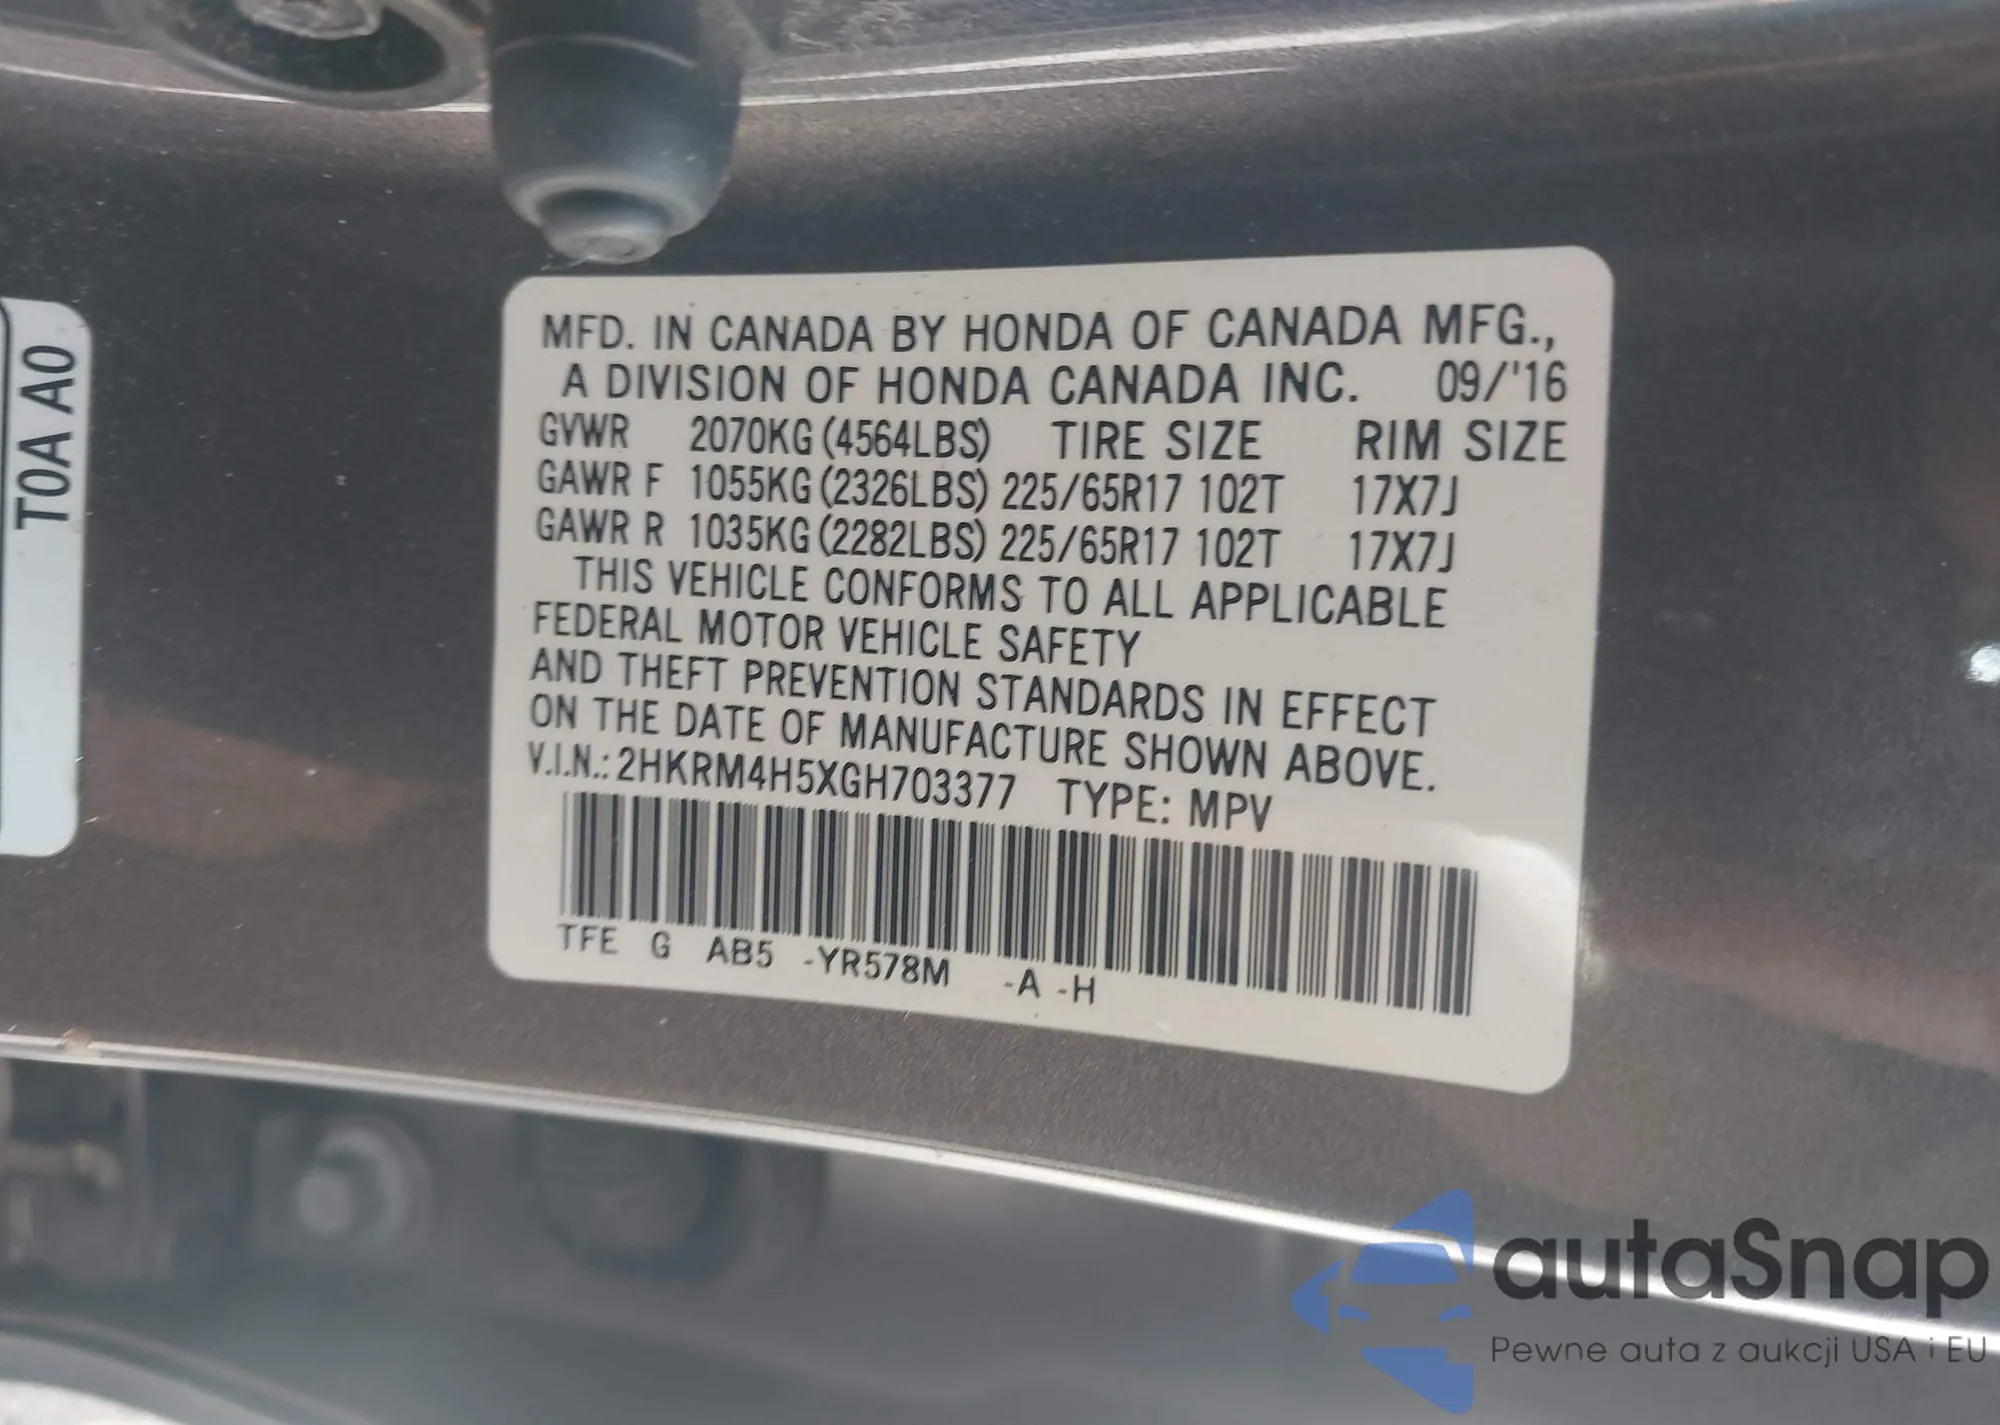 T0A A0
MFD. IN CANADA BY HONDA OF CANADA MFG.,
A DIVISION OF HONDA CANADA INC. 09/'16
GVWR 2070KG (4564LBS) TIRE SIZE RIM SIZE
GAWR F 1055KG (2326LBS) 225/65R17 102T 17X7J
GAWR R 1035KG (2282LBS) 225/65R17 102T 17X7J
THIS VEHICLE CONFORMS TO ALL APPLICABLE
FEDERAL MOTOR VEHICLE SAFETY
AND THEFT PREVENTION STANDARDS IN EFFECT
ON THE DATE OF MANUFACTURE SHOWN ABOVE.
V.I.N.: 2HKRM4H5XGH703377 TYPE: MPV
TFE G AB5 -YR578M -A -H
autaSnap
Pewne auta z aukcji USA i EU